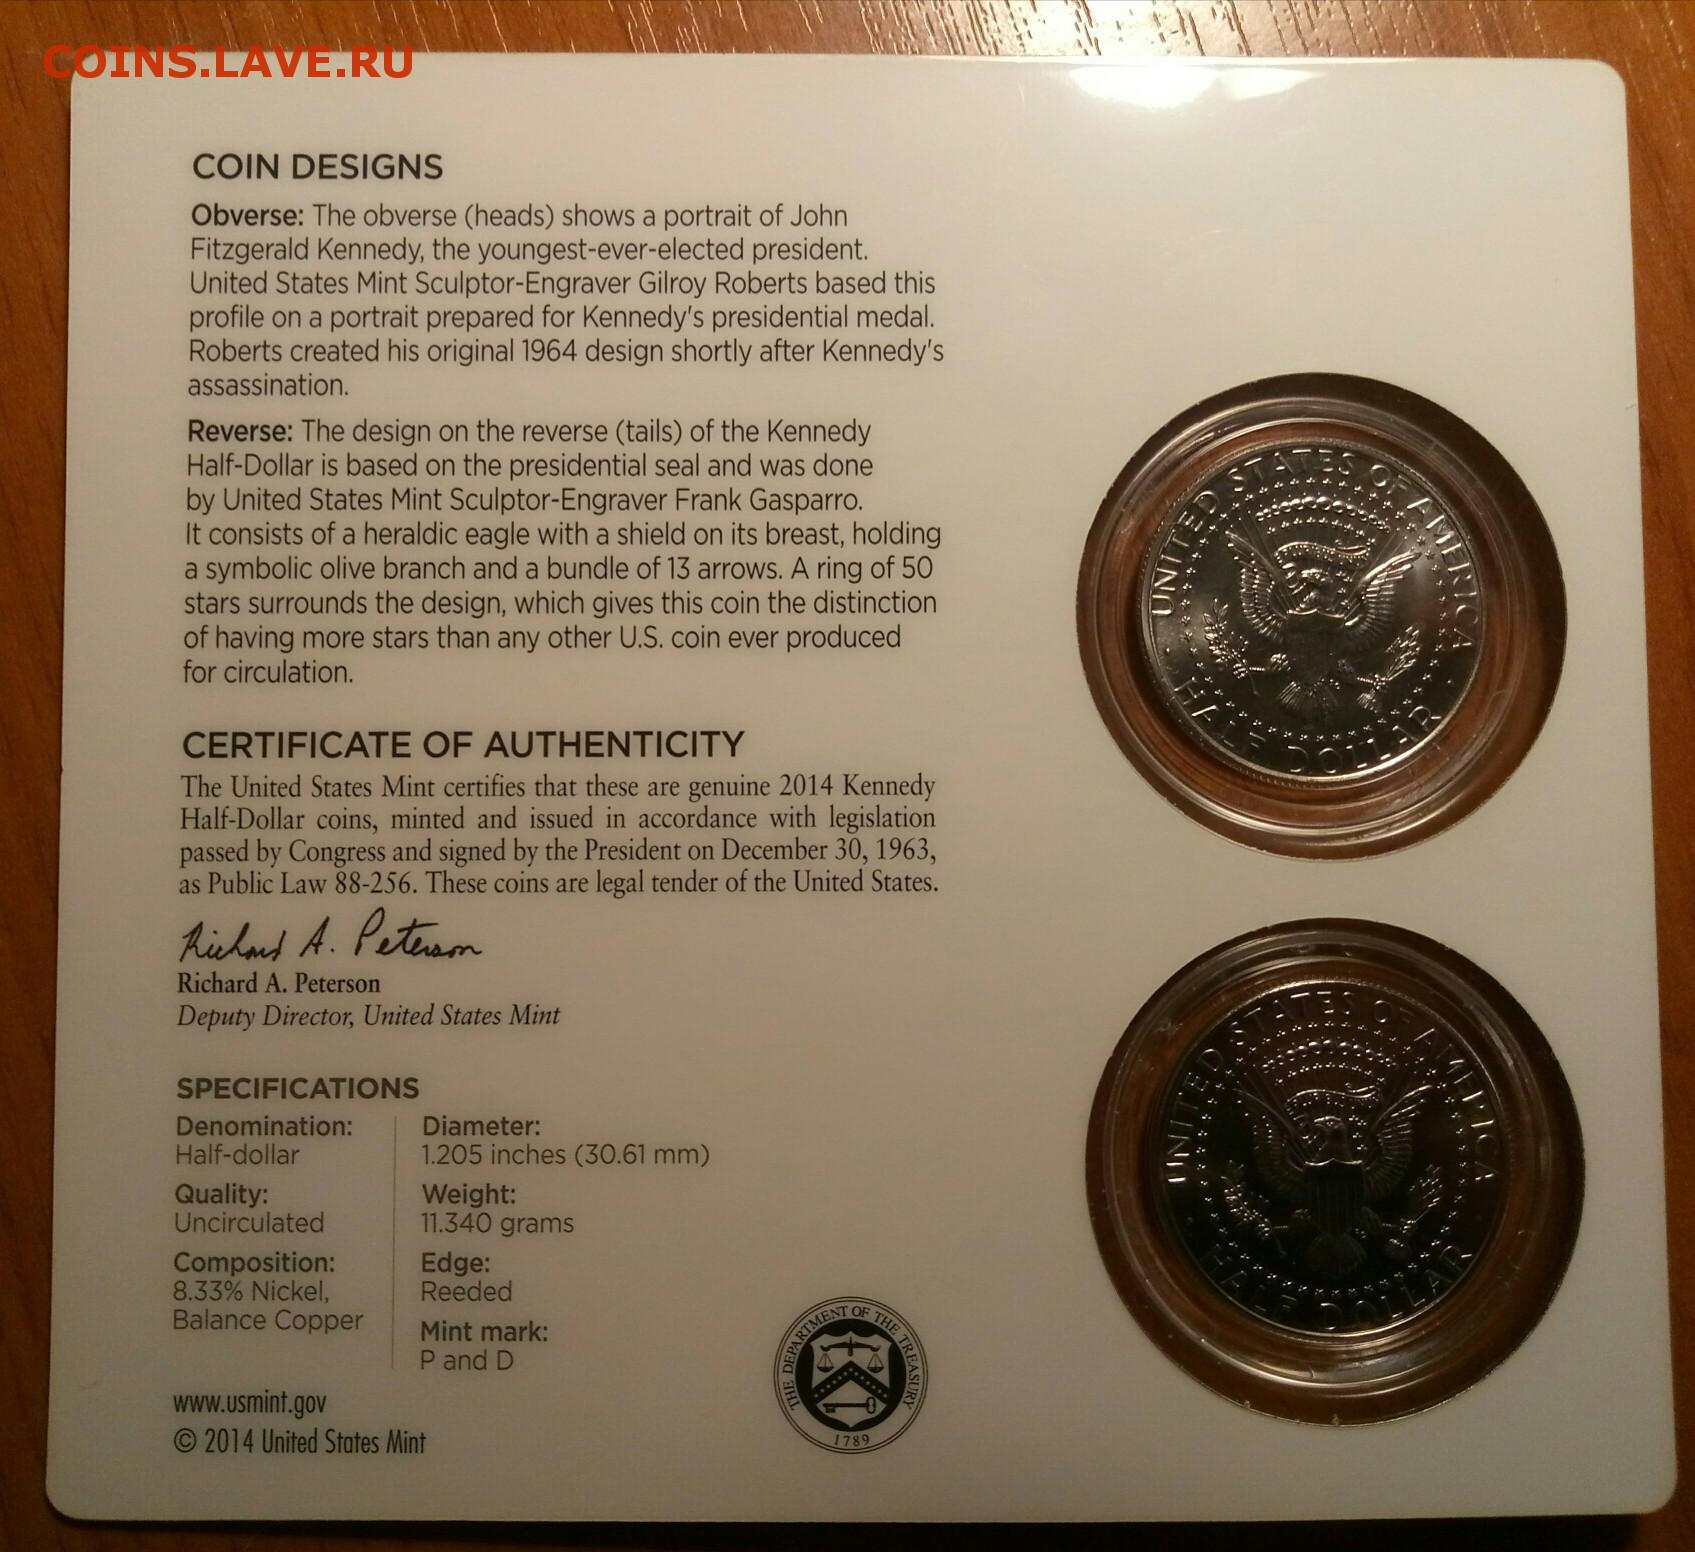 COINS.LAVE.RU
COIN DESIGNS
Obverse: The obverse (heads) shows a portrait of John
Fitzgerald Kennedy, the youngest-ever-elected president.
United States Mint Sculptor-Engraver Gilroy Roberts based this
profile on a portrait prepared for Kennedy's presidential medal.
Roberts created his original 1964 design shortly after Kennedy's
assassination.
Reverse: The design on the reverse (tails) of the Kennedy
Half-Dollar is based on the presidential seal and was done
by United States Mint Sculptor-Engraver Frank Gasparro.
It consists of a heraldic eagle with a shield on its breast, holding
a symbolic olive branch and a bundle of 13 arrows. A ring of 50
stars surrounds the design, which gives this coin the distinction
of having more stars than any other U.S. coin ever produced
for circulation.
CERTIFICATE OF AUTHENTICITY
The United States Mint certifies that these are genuine 2014 Kennedy
Half-Dollar coins, minted and issued in accordance with legislation
passed by Congress and signed by the President on December 30, 1963,
as Public Law 88-256. These coins are legal tender of the United States.
Richard A. Peterson
Richard A. Peterson
Deputy Director, United States Mint
SPECIFICATIONS
Denomination:
Half-dollar
Quality:
Uncirculated
Composition:
8.33% Nickel,
Balance Copper
Diameter:
1.205 inches (30.61 mm)
Weight:
11.340 grams
Edge:
Reeded
Mint mark:
P and D
www.usmint.gov
© 2014 United States Mint
THE DEPARTMENT OF THE TREASURY
1789
UNITED STATES OF AMERICA
HALF DOLLAR
UNITED STATES OF AMERICA
HALF DOLLAR